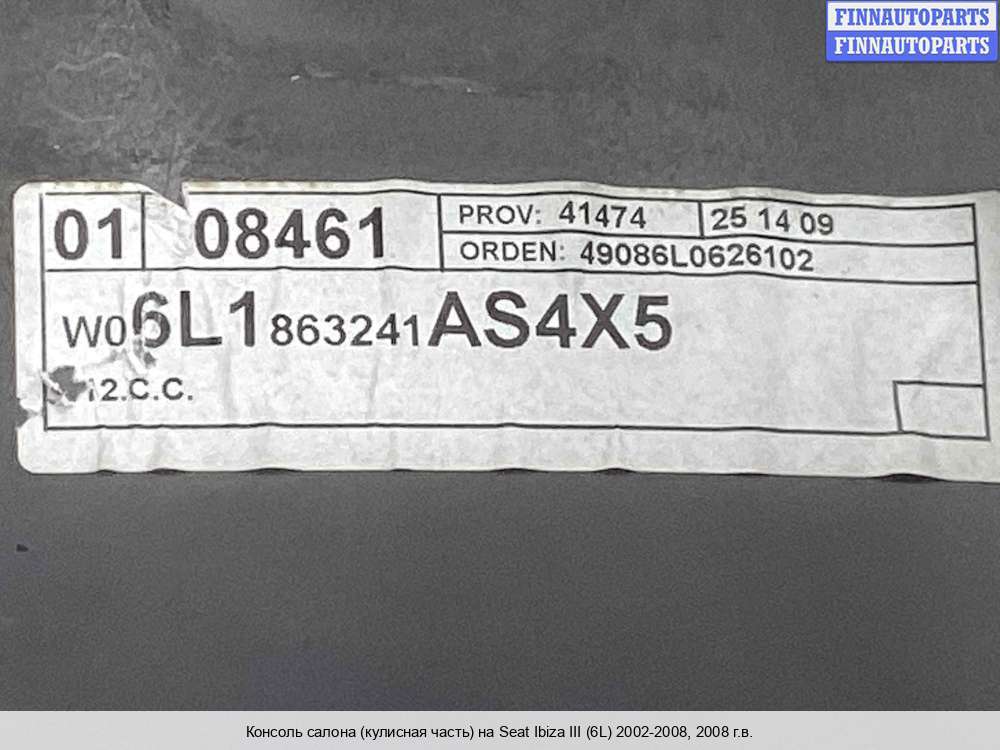 FINNAUTOPARTS
FINNAUTOPARTS
01 08461 PROV: 41474 25 14 09
ORDEN: 49086L0626102
W06L1863241AS4X5
12.C.C.
Консоль салона (кулисная часть) на Seat Ibiza III (6L) 2002-2008, 2008 г.в.